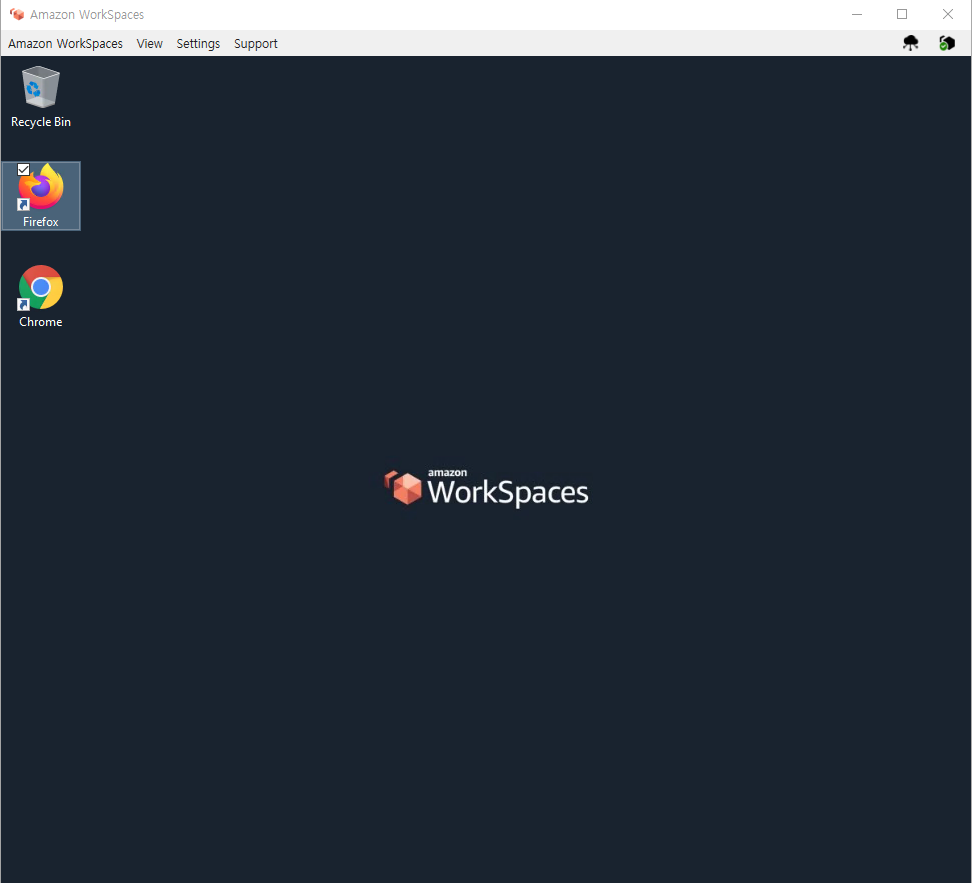 Amazon WorkSpaces
Amazon WorkSpaces View Settings Support
Recycle Bin
Firefox
Chrome
amazon
WorkSpaces